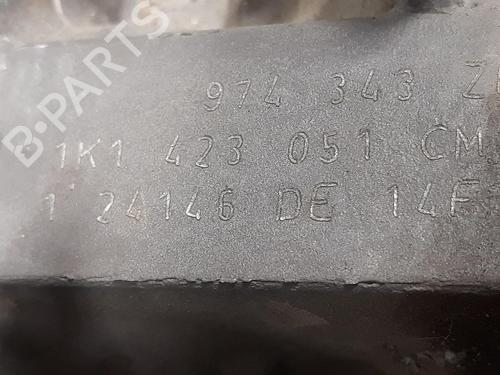 974 343
1K1 423 051 CM
1 24146 DE 14F
B-PARTS